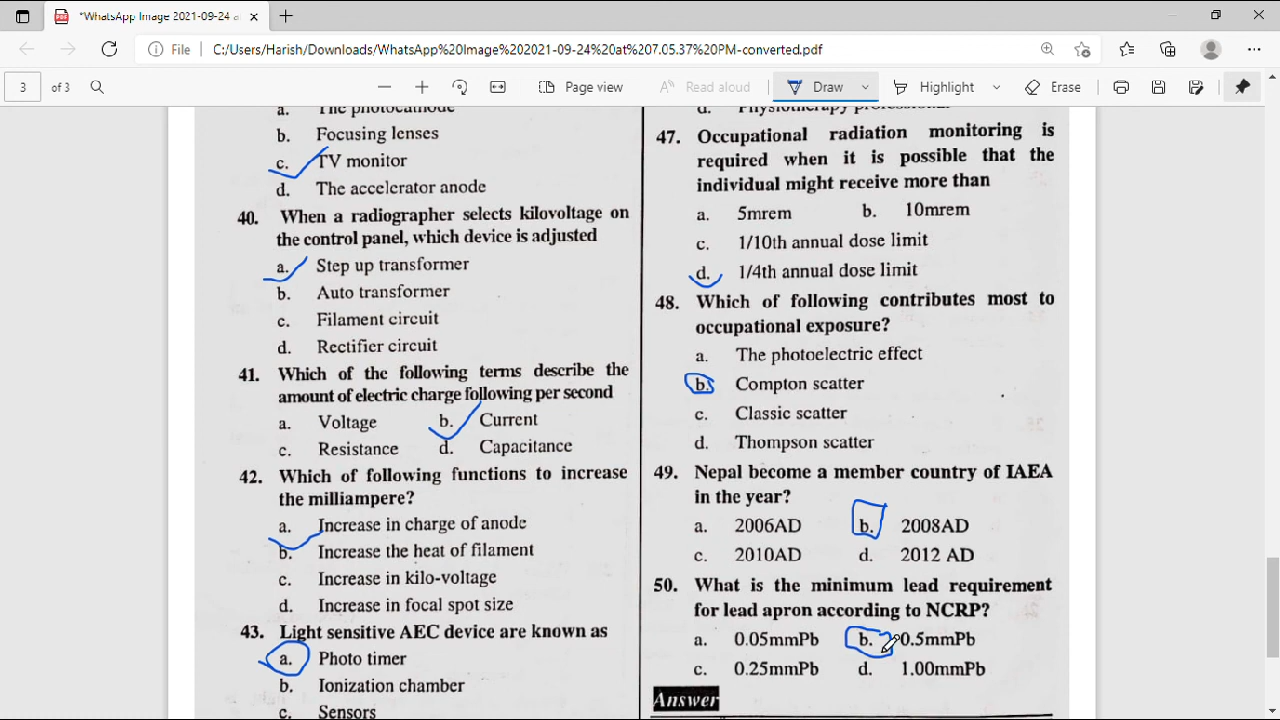 *WhatsApp Image 2021-09-24 a
File
C:/Users/Harish/Downloads/WhatsApp%20Image%202021-09-24%20at%207.05.37%20PM-converted.pdf
3 of 3
Page view
Read aloud
Draw
Highlight
Erase
a. The photocathode
b. Focusing lenses
c. TV monitor
d. The accelerator anode
40. When a radiographer selects kilovoltage on
the control panel, which device is adjusted
a. Step up transformer
b. Auto transformer
c. Filament circuit
d. Rectifier circuit
41. Which of the following terms describe the
amount of electric charge following per second
a. Voltage b. Current
c. Resistance d. Capacitance
42. Which of following functions to increase
the milliampere?
a. Increase in charge of anode
b. Increase the heat of filament
c. Increase in kilo-voltage
d. Increase in focal spot size
43. Light sensitive AEC device are known as
a. Photo timer
b. Ionization chamber
c. Sensors
d. Physiotherapy professional
47. Occupational radiation monitoring is
required when it is possible that the
individual might receive more than
a. 5mrem b. 10mrem
c. 1/10th annual dose limit
d. 1/4th annual dose limit
48. Which of following contributes most to
occupational exposure?
a. The photoelectric effect
b. Compton scatter
c. Classic scatter
d. Thompson scatter
49. Nepal become a member country of IAEA
in the year?
a. 2006AD b. 2008AD
c. 2010AD d. 2012 AD
50. What is the minimum lead requirement
for lead apron according to NCRP?
a. 0.05mmPb b. 0.5mmPb
c. 0.25mmPb d. 1.00mmPb
Answer